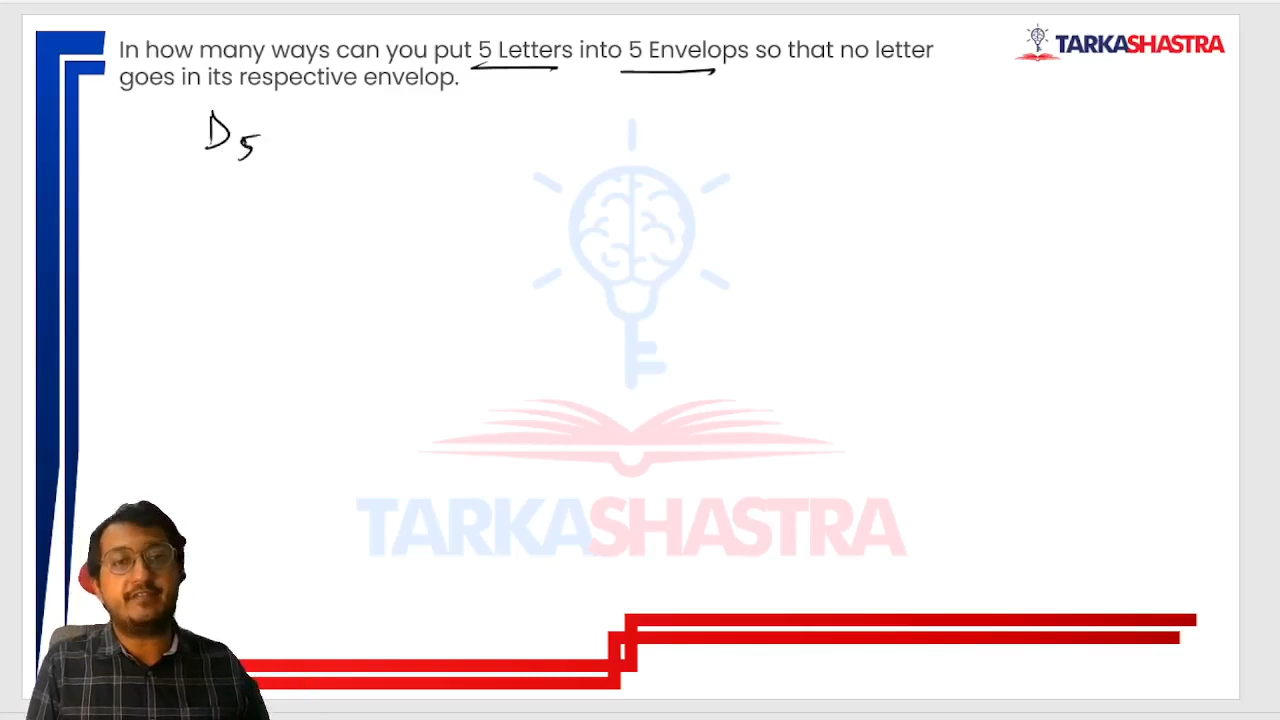 In how many ways can you put 5 Letters into 5 Envelops so that no letter
goes in its respective envelop.
TARKASHASTRA
D5
TARKASHASTRA